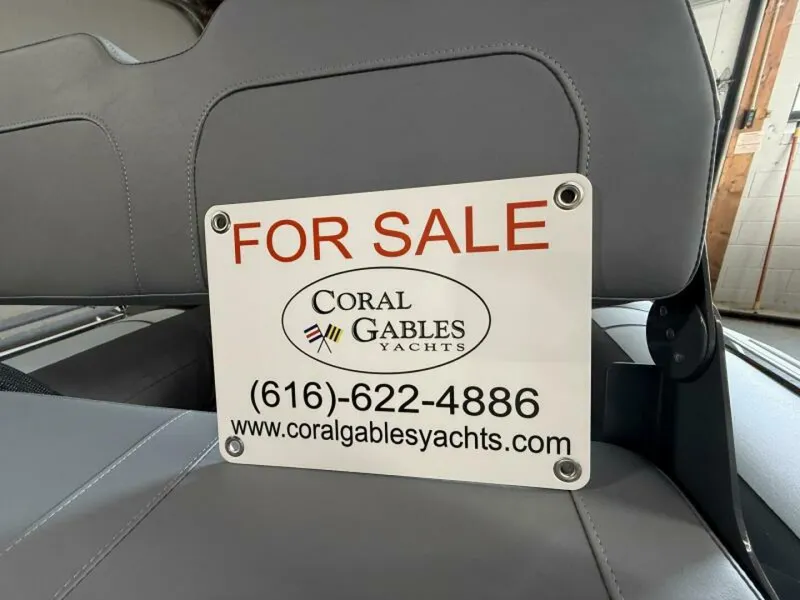 FOR SALE
CORAL
GABLES
YACHTS
(616)-622-4886
www.coralgablesyachts.com